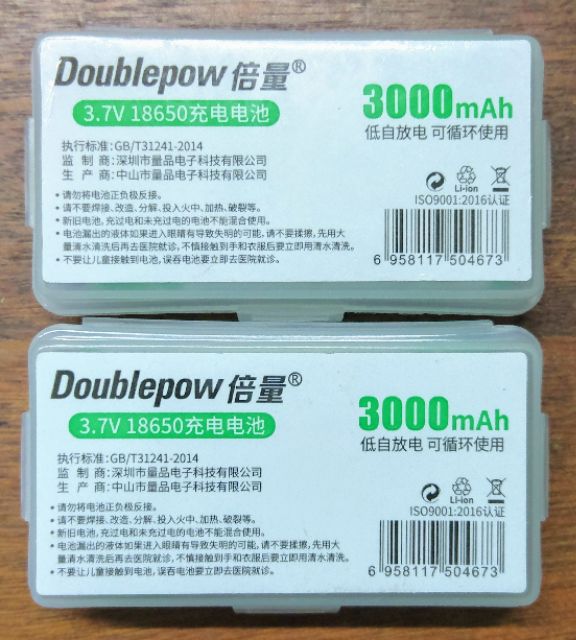 Doublepow 倍量®
3.7V 18650充电电池
3000mAh
低自放电 可循环使用
执行标准:GB/T31241-2014
监 制 商:深圳市量品电子科技有限公司
生 产 商:中山市量品电子科技有限公司
Li-ion
ISO9001:2016认证
• 请勿将电池正负极反接。
• 请不要焊接、改造、分解、投入火中、加热、破裂等。
• 新旧电池，充过电和未充过电的电池不能混合使用。
• 电池漏出的液体如果进入眼睛有导致失明的可能，请不要揉擦，先用大
量清水清洗后再去医院就诊，不慎接触到手和衣服后要立即用清水清洗。
• 不要让儿童接触到电池，误吞电池要立即去医院就诊。
6 958117 504673
Doublepow 倍量®
3.7V 18650充电电池
3000mAh
低自放电 可循环使用
执行标准:GB/T31241-2014
监 制 商:深圳市量品电子科技有限公司
生 产 商:中山市量品电子科技有限公司
Li-ion
ISO9001:2016认证
• 请勿将电池正负极反接。
• 请不要焊接、改造、分解、投入火中、加热、破裂等。
• 新旧电池，充过电和未充过电的电池不能混合使用。
• 电池漏出的液体如果进入眼睛有导致失明的可能，请不要揉擦，先用大
量清水清洗后再去医院就诊，不慎接触到手和衣服后要立即用清水清洗。
• 不要让儿童接触到电池，误吞电池要立即去医院就诊。
6 958117 504673